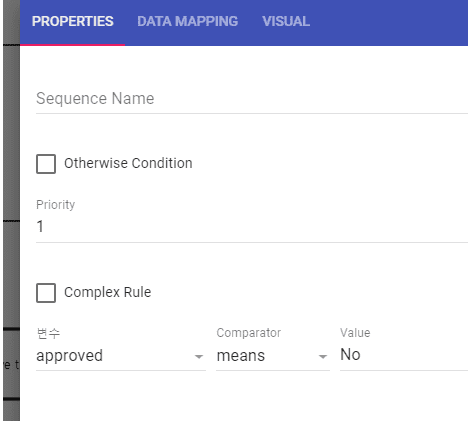 PROPERTIES DATA MAPPING VISUAL
Sequence Name
Otherwise Condition
Priority
1
Complex Rule
변수 Comparator Value
approved means No